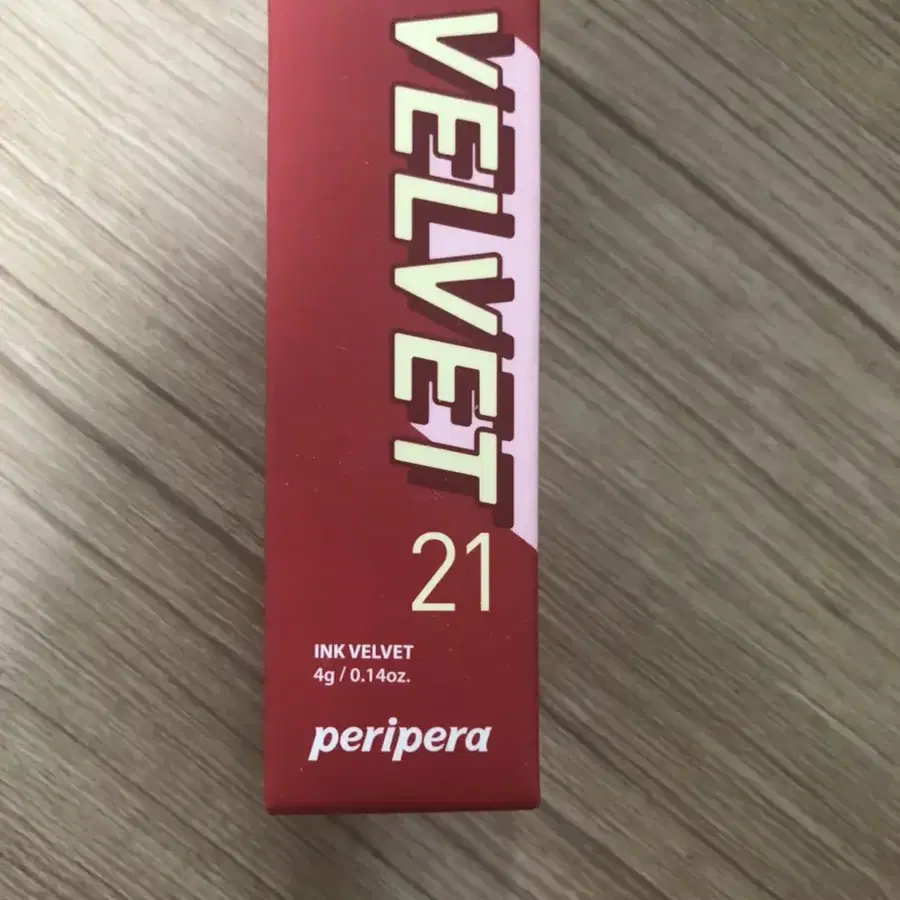 VELVET
21
INK VELVET
4g / 0.14oz.
peripera